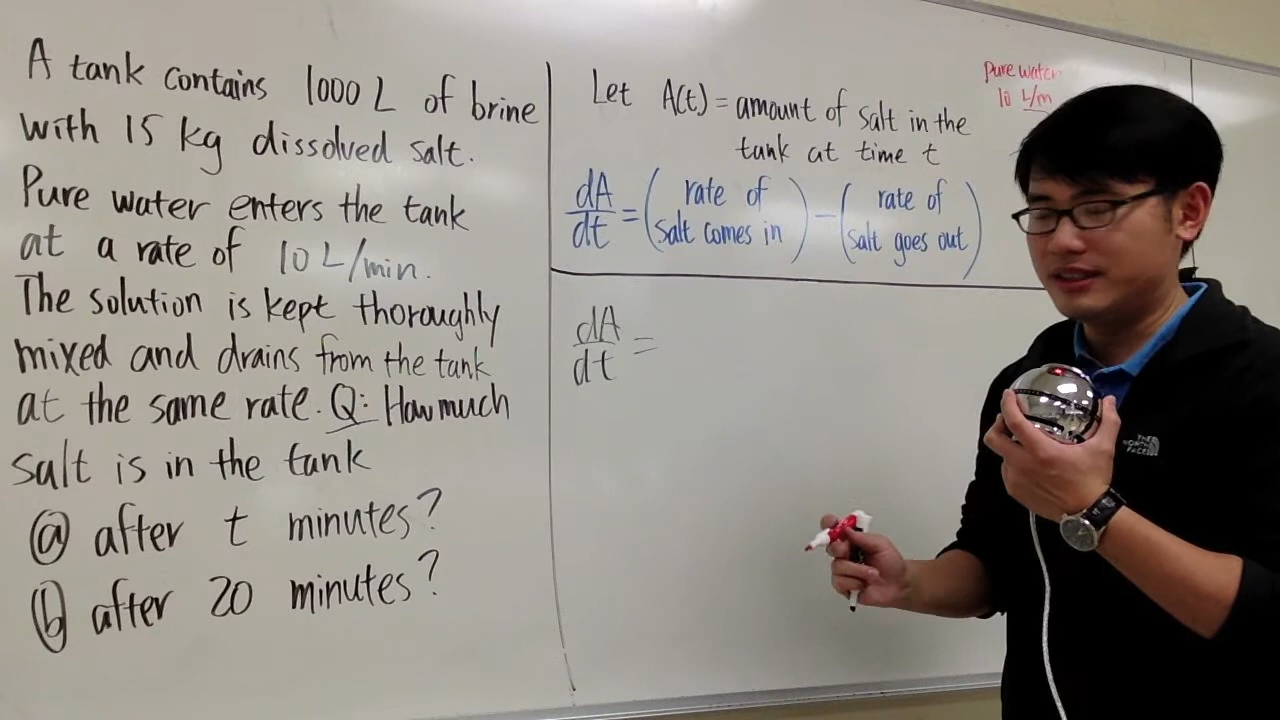 A tank contains 1000 L of brine
with 15 kg dissolved salt.
Pure water enters the tank
at a rate of 10 L/min.
The solution is kept thoroughly
mixed and drains from the tank
at the same rate. Q: How much
salt is in the tank
ⓐ after t minutes?
ⓑ after 20 minutes?
Let A(t) = amount of salt in the
tank at time t
dA/dt = (rate of salt comes in) - (rate of salt goes out)
dA/dt =
pure water
10 L/m
THE
NORTH
FACE